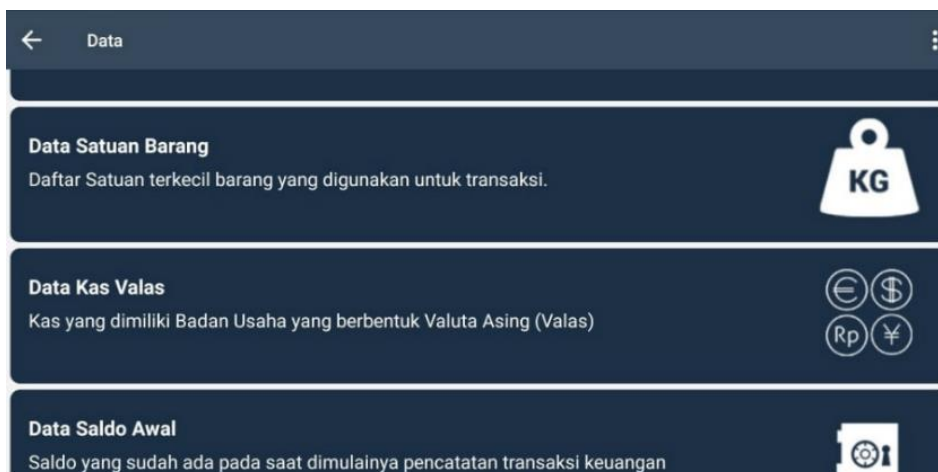 Data
Data Satuan Barang
Daftar Satuan terkecil barang yang digunakan untuk transaksi.
KG
Data Kas Valas
Kas yang dimiliki Badan Usaha yang berbentuk Valuta Asing (Valas)
€ $
Rp ¥
Data Saldo Awal
Saldo yang sudah ada pada saat dimulainya pencatatan transaksi keuangan